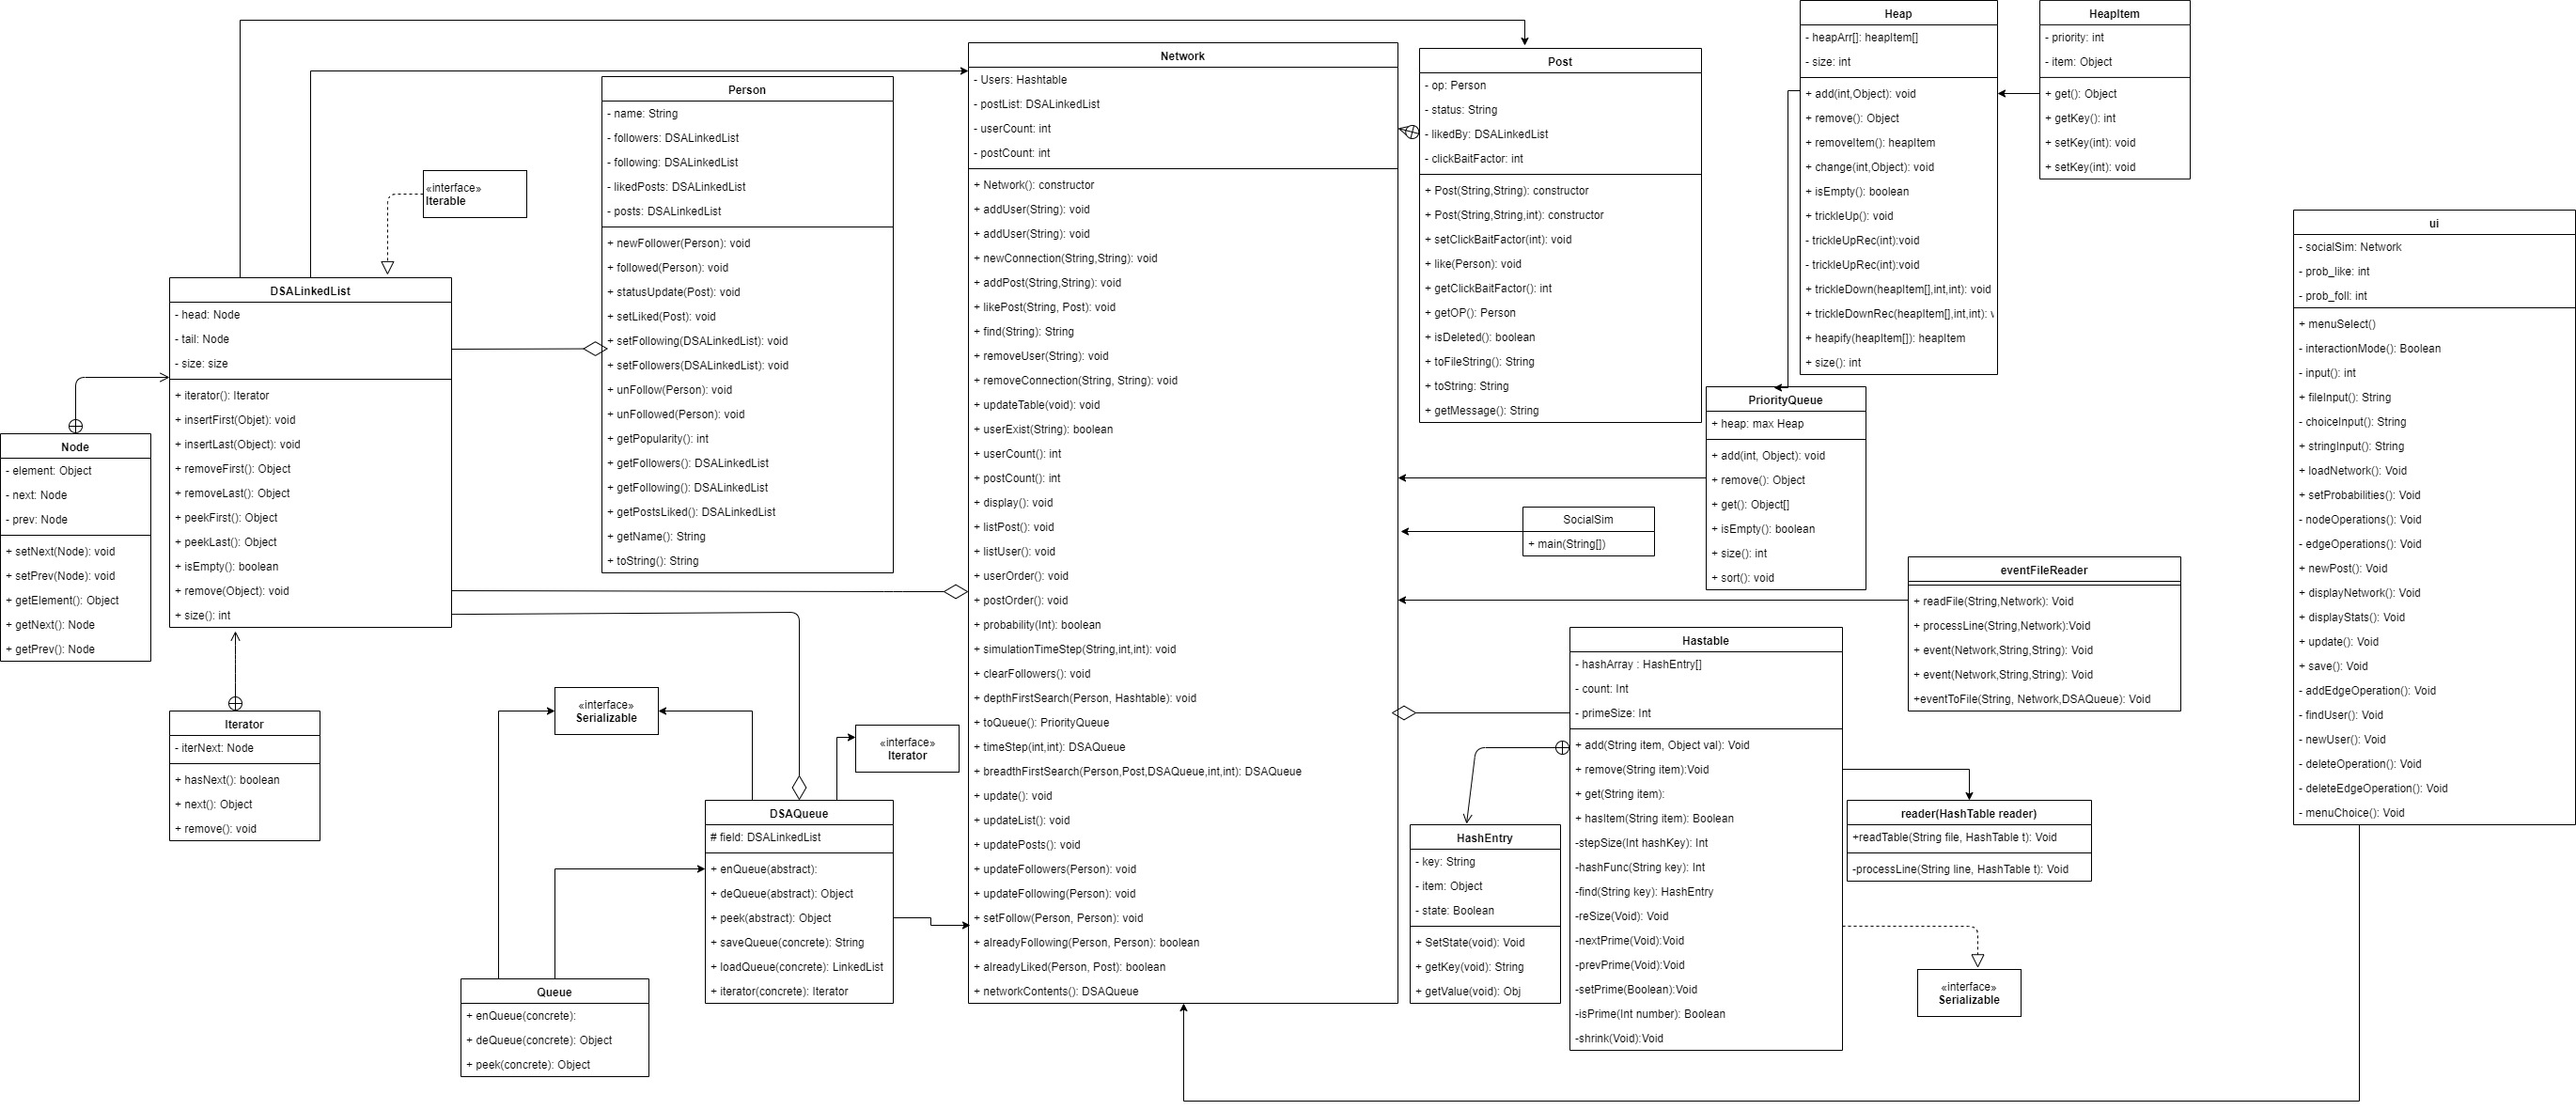 Network
- Users: Hashtable
- postList: DSALinkedList
- userCount: int
- postCount: int
+ Network(): constructor
+ addUser(String): void
+ addUser(String): void
+ newConnection(String,String): void
+ addPost(String,String): void
+ likePost(String, Post): void
+ find(String): String
+ removeUser(String): void
+ removeConnection(String, String): void
+ updateTable(void): void
+ userExist(String): boolean
+ userCount(): int
+ postCount(): int
+ display(): void
+ listPost(): void
+ listUser(): void
+ userOrder(): void
+ postOrder(): void
+ probability(Int): boolean
+ simulationTimeStep(String,int,int): void
+ clearFollowers(): void
+ depthFirstSearch(Person, Hashtable): void
+ toQueue(): PriorityQueue
+ timeStep(int,int): DSAQueue
+ breadthFirstSearch(Person,Post,DSAQueue,int,int): DSAQueue
+ update(): void
+ updateList(): void
+ updatePosts(): void
+ updateFollowers(Person): void
+ updateFollowing(Person): void
+ setFollow(Person, Person): void
+ alreadyFollowing(Person, Person): boolean
+ alreadyLiked(Person, Post): boolean
+ networkContents(): DSAQueue
Person
- name: String
- followers: DSALinkedList
- following: DSALinkedList
- likedPosts: DSALinkedList
- posts: DSALinkedList
+ newFollower(Person): void
+ followed(Person): void
+ statusUpdate(Post): void
+ setLiked(Post): void
+ setFollowing(DSALinkedList): void
+ setFollowers(DSALinkedList): void
+ unFollow(Person): void
+ unFollowed(Person): void
+ getPopularity(): int
+ getFollowers(): DSALinkedList
+ getFollowing(): DSALinkedList
+ getPostsLiked(): DSALinkedList
+ getName(): String
+ toString(): String
«interface»
Iterable
DSALinkedList
- head: Node
- tail: Node
- size: size
+ iterator(): Iterator
+ insertFirst(Objet): void
+ insertLast(Object): void
+ removeFirst(): Object
+ removeLast(): Object
+ peekFirst(): Object
+ peekLast(): Object
+ isEmpty(): boolean
+ remove(Object): void
+ size(): int
Node
- element: Object
- next: Node
- prev: Node
+ setNext(Node): void
+ setPrev(Node): void
+ getElement(): Object
+ getNext(): Node
+ getPrev(): Node
Iterator
- iterNext: Node
+ hasNext(): boolean
+ next(): Object
+ remove(): void
«interface»
Serializable
«interface»
Iterator
DSAQueue
# field: DSALinkedList
+ enQueue(abstract):
+ deQueue(abstract): Object
+ peek(abstract): Object
+ saveQueue(concrete): String
+ loadQueue(concrete): LinkedList
+ iterator(concrete): Iterator
Queue
+ enQueue(concrete):
+ deQueue(concrete): Object
+ peek(concrete): Object
Post
- op: Person
- status: String
- likedBy: DSALinkedList
- clickBaitFactor: int
+ Post(String,String): constructor
+ Post(String,String,int): constructor
+ setClickBaitFactor(int): void
+ like(Person): void
+ getClickBaitFactor(): int
+ getOP(): Person
+ isDeleted(): boolean
+ toFileString(): String
+ toString: String
+ getMessage(): String
Heap
- heapArr[]: heapItem[]
- size: int
+ add(int,Object): void
+ remove(): Object
+ removeItem(): heapItem
+ change(int,Object): void
+ isEmpty(): boolean
+ trickleUp(): void
- trickleUpRec(int):void
- trickleUpRec(int):void
+ trickleDown(heapItem[],int,int): void
+ trickleDownRec(heapItem[],int,int):
+ heapify(heapItem[]): heapItem
+ size(): int
HeapItem
- priority: int
- item: Object
+ get(): Object
+ getKey(): int
+ setKey(int): void
+ setKey(int): void
PriorityQueue
+ heap: max Heap
+ add(int, Object): void
+ remove(): Object
+ get(): Object[]
+ isEmpty(): boolean
+ size(): int
+ sort(): void
SocialSim
+ main(String[])
eventFileReader
+ readFile(String,Network): Void
+ processLine(String,Network):Void
+ event(Network,String,String): Void
+ event(Network,String,String): Void
+eventToFile(String, Network,DSAQueue): Void
Hastable
- hashArray : HashEntry[]
- count: Int
- primeSize: Int
+ add(String item, Object val): Void
+ remove(String item):Void
+ get(String item):
+ hasItem(String item): Boolean
-stepSize(Int hashKey): Int
-hashFunc(String key): Int
-find(String key): HashEntry
-reSize(Void): Void
-nextPrime(Void):Void
-prevPrime(Void):Void
-setPrime(Boolean):Void
-isPrime(Int number): Boolean
-shrink(Void):Void
HashEntry
- key: String
- item: Object
- state: Boolean
+ SetState(void): Void
+ getKey(void): String
+ getValue(void): Obj
reader(HashTable reader)
+readTable(String file, HashTable t): Void
-processLine(String line, HashTable t): Void
«interface»
Serializable
ui
- socialSim: Network
- prob_like: int
- prob_foll: int
+ menuSelect()
- interactionMode(): Boolean
- input(): int
+ fileInput(): String
- choiceInput(): String
+ stringInput(): String
+ loadNetwork(): Void
+ setProbabilities(): Void
- nodeOperations(): Void
- edgeOperations(): Void
+ newPost(): Void
+ displayNetwork(): Void
+ displayStats(): Void
+ update(): Void
+ save(): Void
- addEdgeOperation(): Void
- findUser(): Void
- newUser(): Void
- deleteOperation(): Void
- deleteEdgeOperation(): Void
- menuChoice(): Void